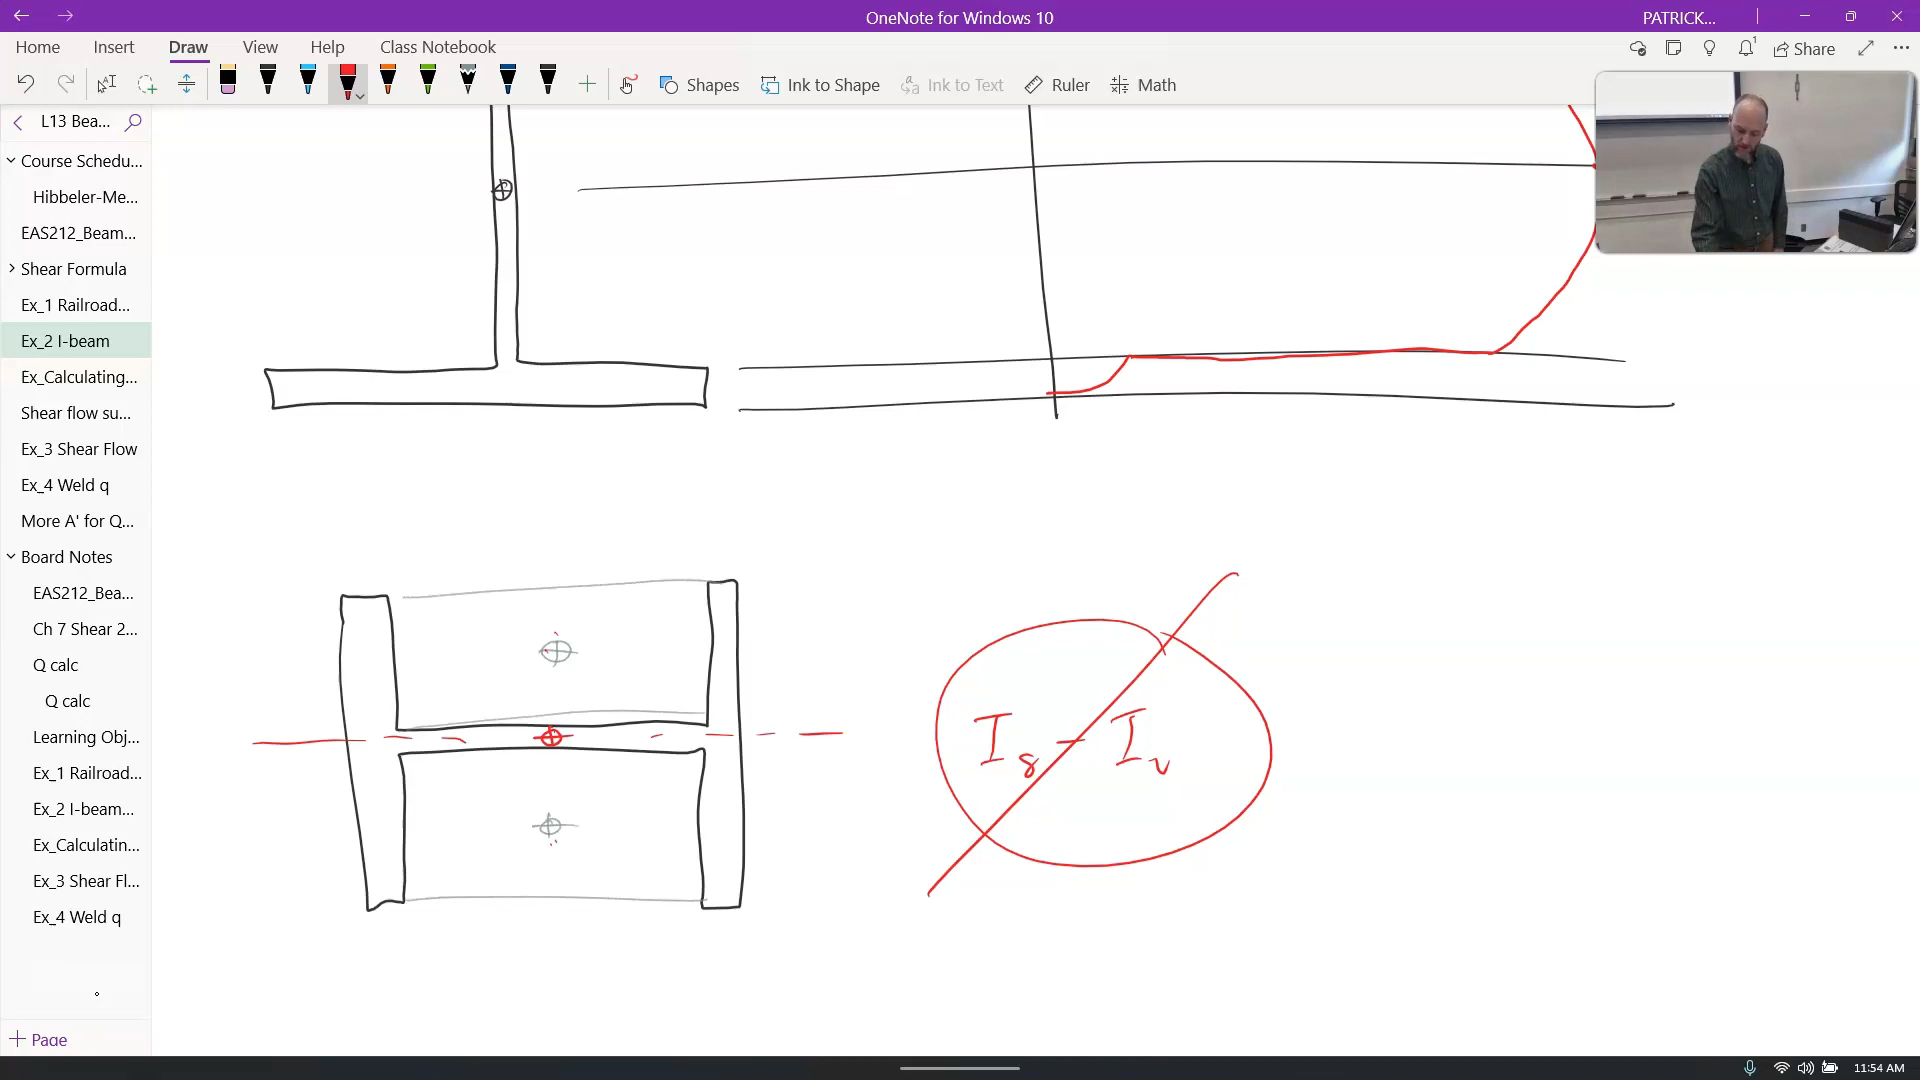 OneNote for Windows 10
PATRICK...
Home Insert Draw View Help Class Notebook
Share
Shapes Ink to Shape Ink to Text Ruler Math
L13 Bea...
Course Schedu...
Hibbeler-Me...
EAS212_Beam...
Shear Formula
Ex_1 Railroad...
Ex_2 I-beam
Ex_Calculating...
Shear flow su...
Ex_3 Shear Flow
Ex_4 Weld q
More A' for Q...
Board Notes
EAS212_Bea...
Ch 7 Shear 2...
Q calc
Q calc
Learning Obj...
Ex_1 Railroad...
Ex_2 I-beam...
Ex_Calculatin...
Ex_3 Shear Fl...
Ex_4 Weld q
Page
I8 - Iv
11:54 AM